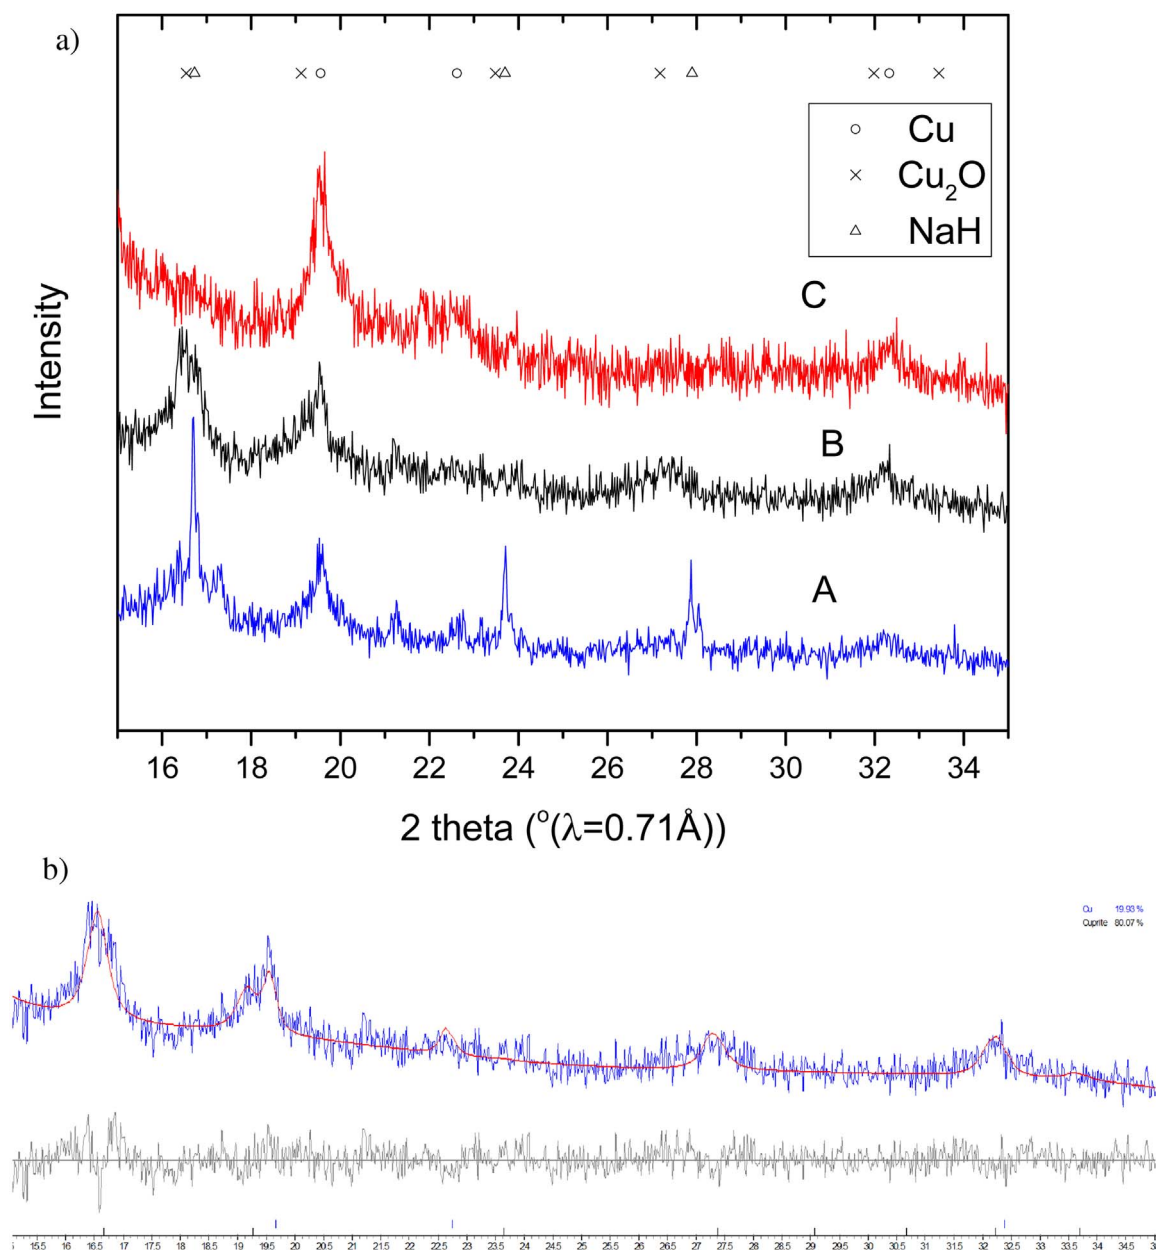 a)
Cu
Cu₂O
NaH
C
B
A
Intensity
16 18 20 22 24 26 28 30 32 34
2 theta (°(λ=0.71Å))
b)
Cu 19.93 %
Cuprite 80.07 %
15.5 16 16.5 17 17.5 18 18.5 19 19.5 20 20.5 21 21.5 22 22.5 23 23.5 24 24.5 25 25.5 26 26.5 27 27.5 28 28.5 29 29.5 30 30.5 31 31.5 32 32.5 33 33.5 34 34.5